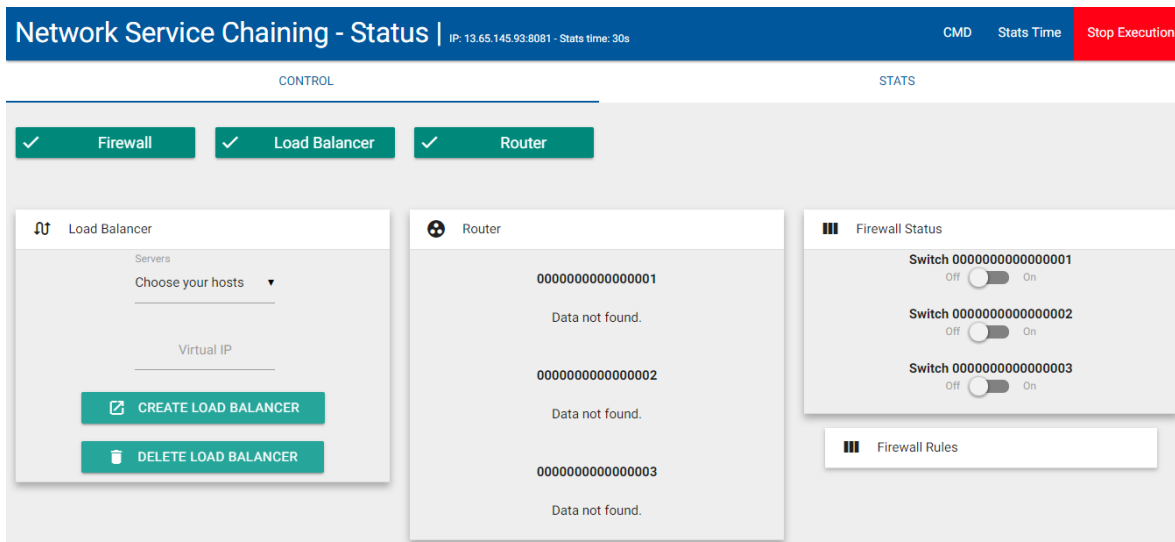 Network Service Chaining - Status | IP: 13.65.145.93:8081 - Stats time: 30s
CMD
Stats Time
Stop Execution
CONTROL
STATS
Firewall
Load Balancer
Router
Load Balancer
Servers
Choose your hosts
Virtual IP
CREATE LOAD BALANCER
DELETE LOAD BALANCER
Router
0000000000000001
Data not found.
0000000000000002
Data not found.
0000000000000003
Data not found.
Firewall Status
Switch 0000000000000001
Off On
Switch 0000000000000002
Off On
Switch 0000000000000003
Off On
Firewall Rules